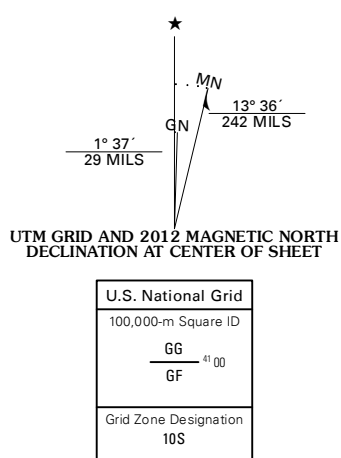 ★
MN
GN
13° 36´
242 MILS
1° 37´
29 MILS
UTM GRID AND 2012 MAGNETIC NORTH
DECLINATION AT CENTER OF SHEET
U.S. National Grid
100,000-m Square ID
GG
41 00
GF
Grid Zone Designation
10S